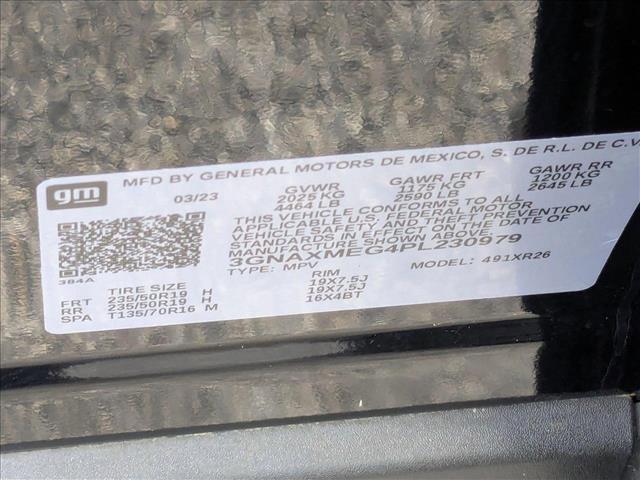 gm
MFD BY GENERAL MOTORS DE MEXICO, S. DE R.L. DE C.V.
03/23 GVWR GAWR FRT GAWR RR
2025 KG 1175 KG 1200 KG
4464 LB 2590 LB 2645 LB
THIS VEHICLE CONFORMS TO ALL
APPLICABLE U.S. FEDERAL MOTOR
VEHICLE SAFETY AND THEFT PREVENTION
STANDARDS IN EFFECT ON THE DATE OF
MANUFACTURE SHOWN ABOVE.
3GNAXMEG4PL230979
TYPE: MPV MODEL: 491XR26
3B4A
TIRE SIZE RIM
FRT 235/50R19 H 19X7.5J
RR 235/50R19 H 19X7.5J
SPA T135/70R16 M 16X4BT